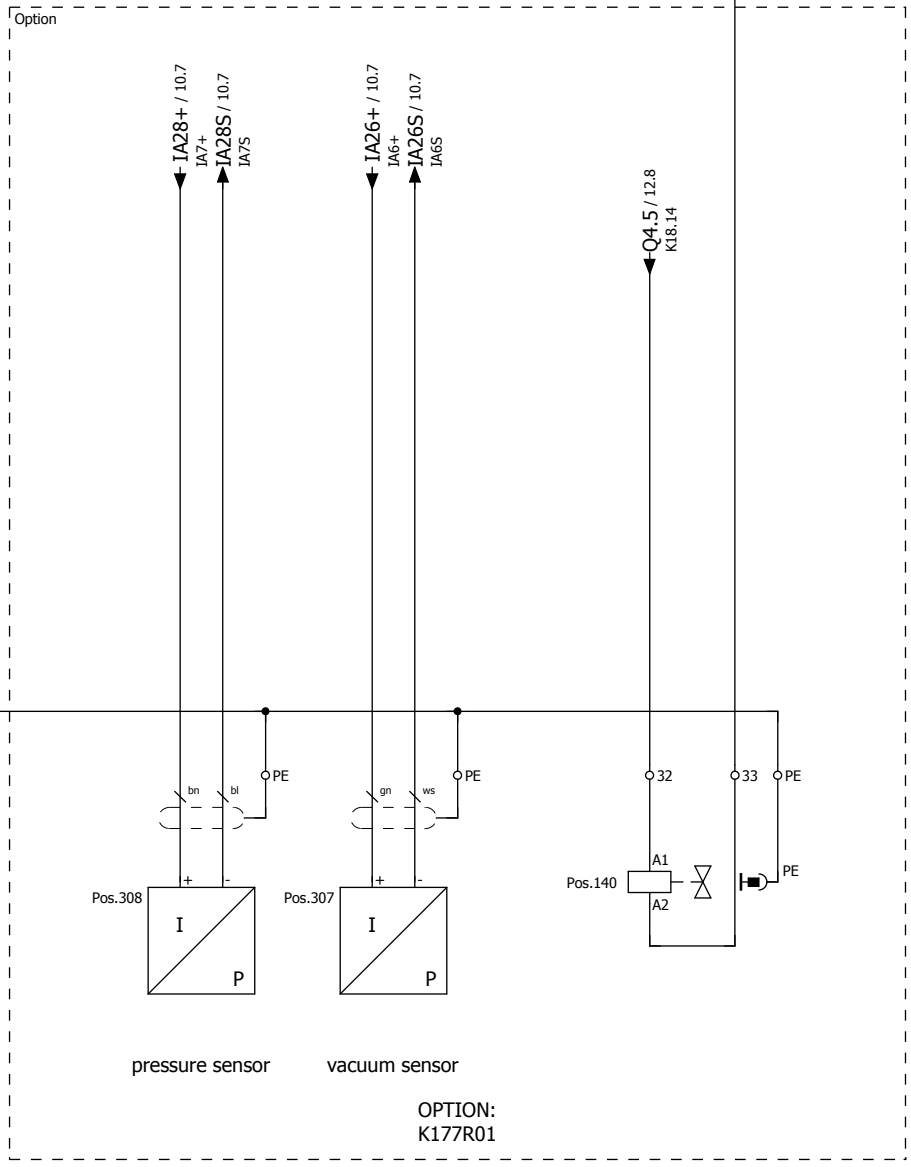 Option
IA28+ / 10.7
IA7+
IA28S / 10.7
IA7S
IA26+ / 10.7
IA6+
IA26S / 10.7
IA6S
Q4.5 / 12.8
K18.14
PE
PE
32
33
PE
bn
bl
gn
ws
A1
PE
Pos.140
A2
+
-
+
-
Pos.308
Pos.307
I
P
I
P
pressure sensor
vacuum sensor
OPTION:
K177R01